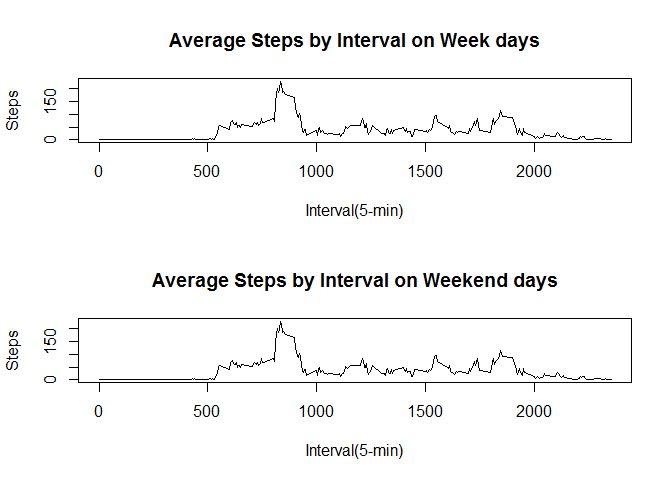 Average Steps by Interval on Week days
Steps
150
0
0 500 1000 1500 2000
Interval(5-min)
Average Steps by Interval on Weekend days
Steps
150
0
0 500 1000 1500 2000
Interval(5-min)